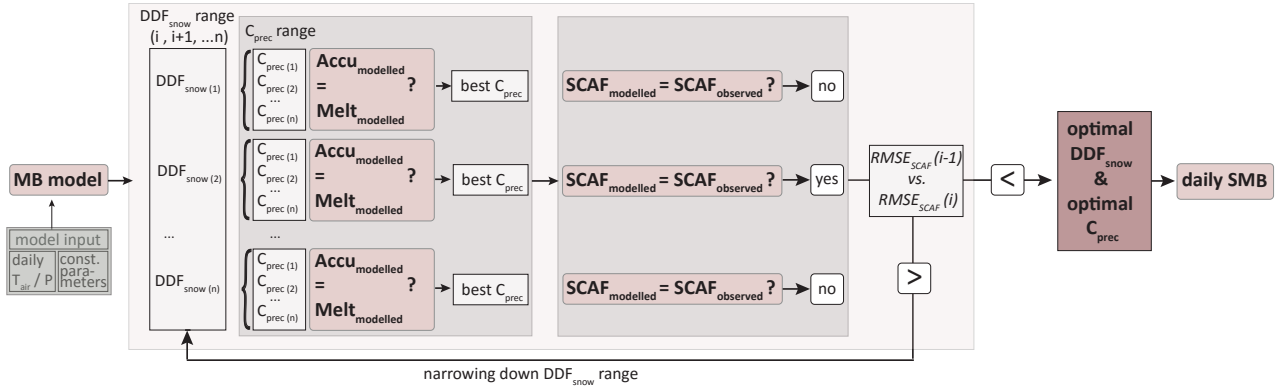 DDFsnow range
(i , i+1, ...n)
Cprec range
DDFsnow (1)
Cprec (1)
Cprec (2)
...
Cprec (n)
Accumodelled
= ?
Meltmodelled
best Cprec
SCAFmodelled = SCAFobserved ?
no
MB model
model input
daily
Tair / P
const.
para-
meters
DDFsnow (2)
Cprec (1)
Cprec (2)
...
Cprec (n)
Accumodelled
= ?
Meltmodelled
best Cprec
SCAFmodelled = SCAFobserved ?
yes
RMSESCAF (i-1)
vs.
RMSESCAF (i)
<
optimal
DDFsnow
&
optimal
Cprec
daily SMB
...
...
DDFsnow (n)
Cprec (1)
Cprec (2)
...
Cprec (n)
Accumodelled
= ?
Meltmodelled
best Cprec
SCAFmodelled = SCAFobserved ?
no
>
narrowing down DDFsnow range